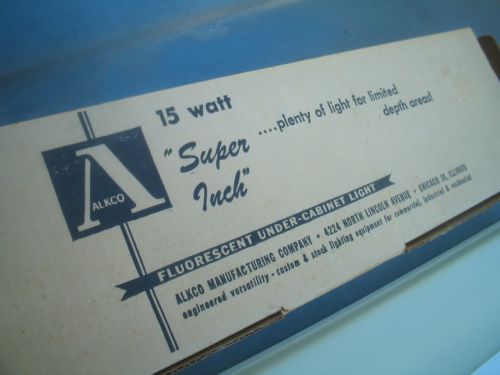 A
ALKCO
15 watt
"Super
Inch"
....plenty of light for limited
depth areas!
FLUORESCENT UNDER-CABINET LIGHT
ALKCO MANUFACTURING COMPANY • 4224 NORTH LINCOLN AVENUE • CHICAGO 18, ILLINOIS
engineered versatility - custom & stock lighting equipment for commercial, industrial & residential